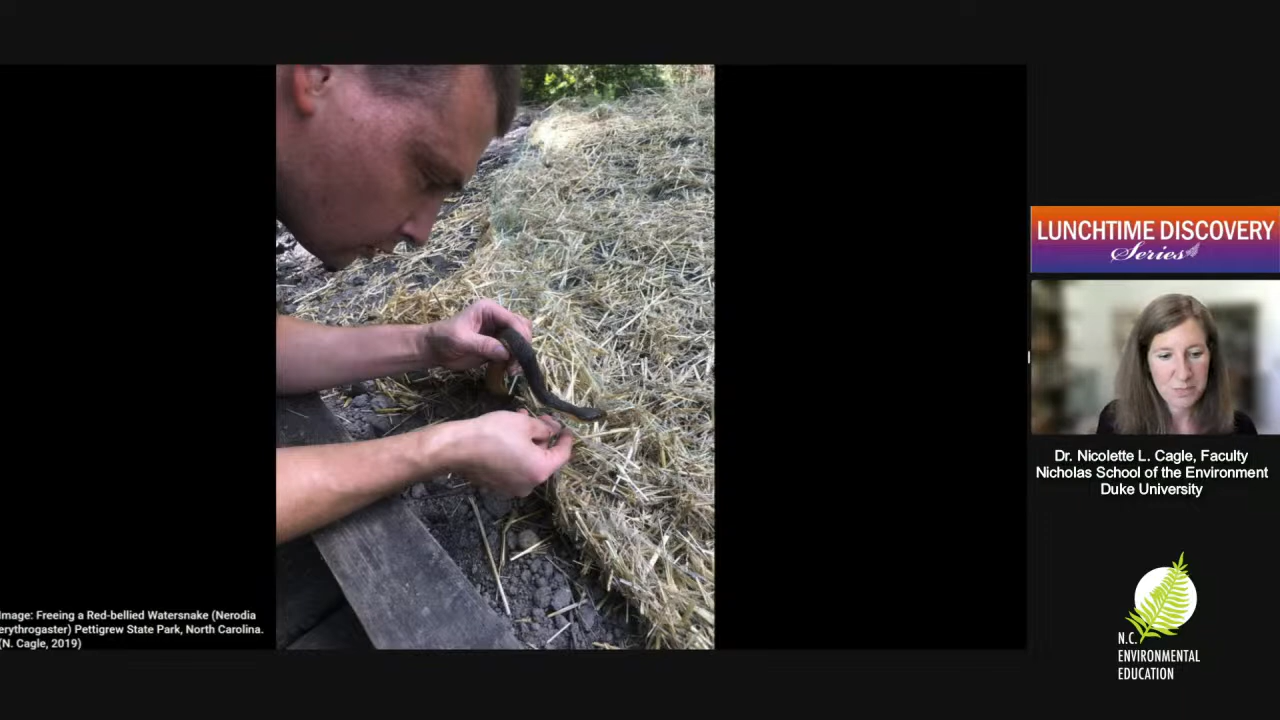 LUNCHTIME DISCOVERY
Series
Dr. Nicolette L. Cagle, Faculty
Nicholas School of the Environment
Duke University
Image: Freeing a Red-bellied Watersnake (Nerodia
erythrogaster) Pettigrew State Park, North Carolina.
(N. Cagle, 2019)
N.C.
ENVIRONMENTAL
EDUCATION